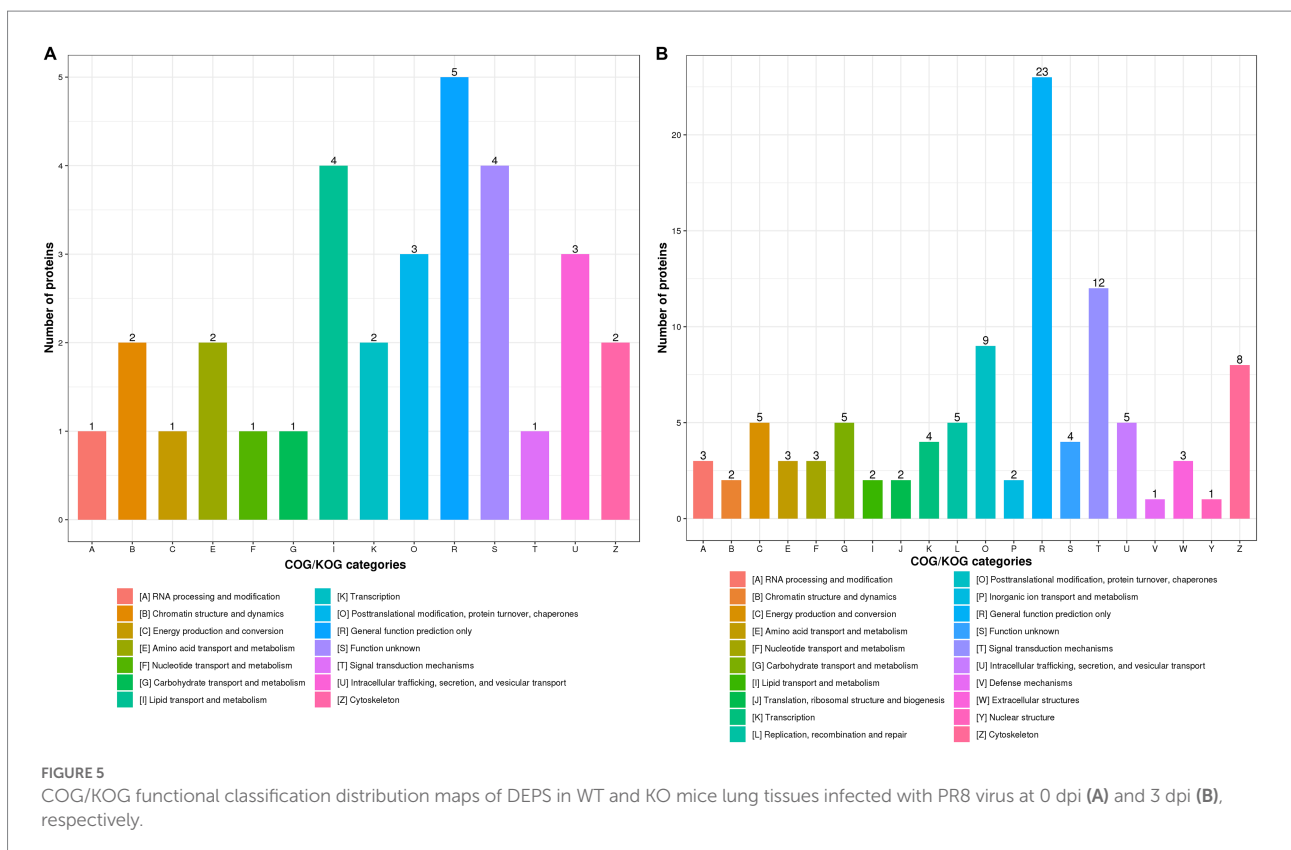 A
5
4
3
2
1
0
Number of proteins
1
2
1
2
1
1
4
2
3
5
4
1
3
2
A B C E F G I K O R S T U Z
COG/KOG categories
[A] RNA processing and modification
[B] Chromatin structure and dynamics
[C] Energy production and conversion
[E] Amino acid transport and metabolism
[F] Nucleotide transport and metabolism
[G] Carbohydrate transport and metabolism
[I] Lipid transport and metabolism
[K] Transcription
[O] Posttranslational modification, protein turnover, chaperones
[R] General function prediction only
[S] Function unknown
[T] Signal transduction mechanisms
[U] Intracellular trafficking, secretion, and vesicular transport
[Z] Cytoskeleton
B
20
15
10
5
0
Number of proteins
3
2
5
3
3
5
2
2
4
5
9
2
23
4
12
5
1
3
1
8
A B C E F G I J K L O P R S T U V W Y Z
COG/KOG categories
[A] RNA processing and modification
[B] Chromatin structure and dynamics
[C] Energy production and conversion
[E] Amino acid transport and metabolism
[F] Nucleotide transport and metabolism
[G] Carbohydrate transport and metabolism
[I] Lipid transport and metabolism
[J] Translation, ribosomal structure and biogenesis
[K] Transcription
[L] Replication, recombination and repair
[O] Posttranslational modification, protein turnover, chaperones
[P] Inorganic ion transport and metabolism
[R] General function prediction only
[S] Function unknown
[T] Signal transduction mechanisms
[U] Intracellular trafficking, secretion, and vesicular transport
[V] Defense mechanisms
[W] Extracellular structures
[Y] Nuclear structure
[Z] Cytoskeleton
FIGURE 5
COG/KOG functional classification distribution maps of DEPS in WT and KO mice lung tissues infected with PR8 virus at 0 dpi (A) and 3 dpi (B),
respectively.